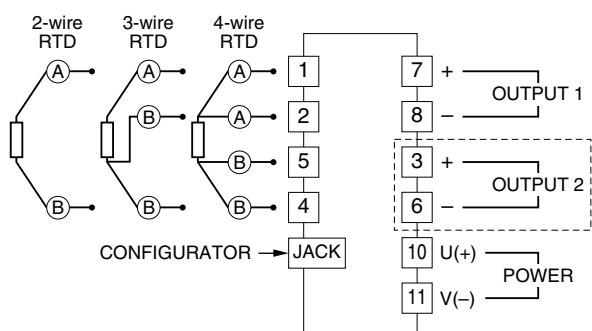 2-wire RTD
3-wire RTD
4-wire RTD
A A A 1 7 +
OUTPUT 1
B A 2 8 –
B 5 3 +
OUTPUT 2
B B B 4 6 –
CONFIGURATOR JACK 10 U(+)
POWER
11 V(–)